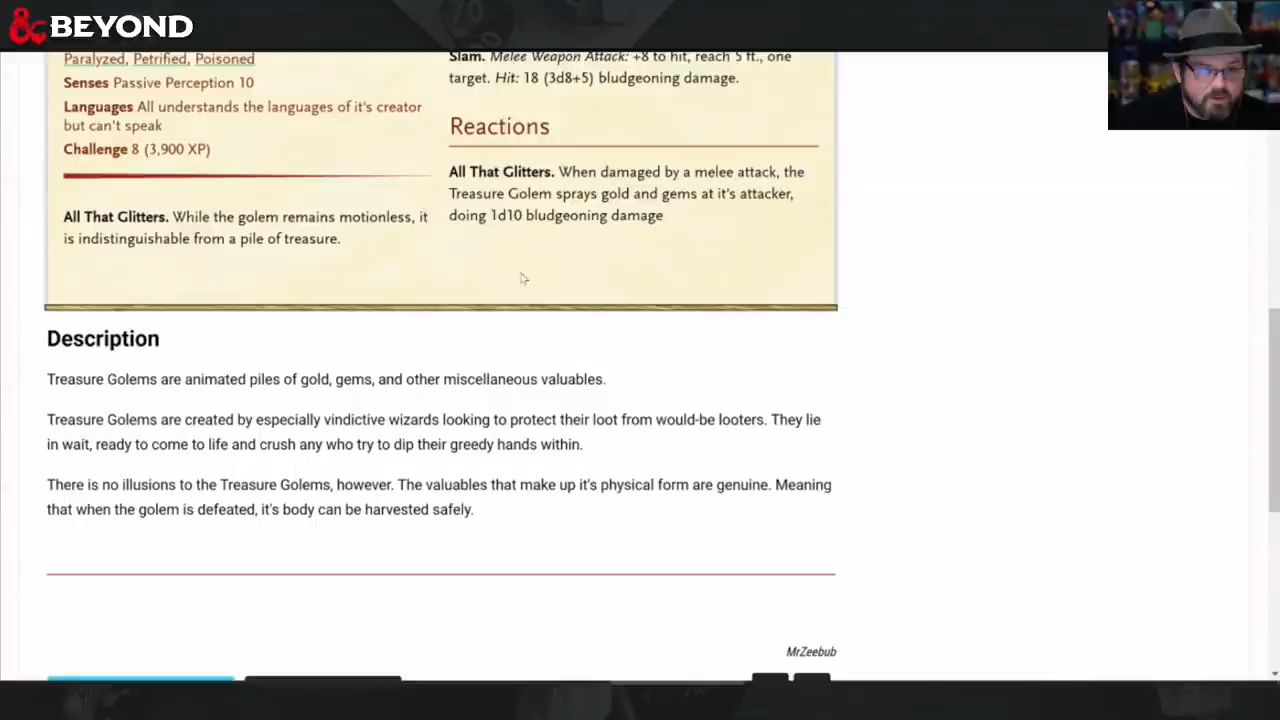 BEYOND
Paralyzed, Petrified, Poisoned
Senses Passive Perception 10
Languages All understands the languages of it's creator
but can't speak
Challenge 8 (3,900 XP)
All That Glitters. While the golem remains motionless, it
is indistinguishable from a pile of treasure.
Slam. Melee Weapon Attack: +8 to hit, reach 5 ft., one
target. Hit: 18 (3d8+5) bludgeoning damage.
Reactions
All That Glitters. When damaged by a melee attack, the
Treasure Golem sprays gold and gems at it's attacker,
doing 1d10 bludgeoning damage
Description
Treasure Golems are animated piles of gold, gems, and other miscellaneous valuables.
Treasure Golems are created by especially vindictive wizards looking to protect their loot from would-be looters. They lie
in wait, ready to come to life and crush any who try to dip their greedy hands within.
There is no illusions to the Treasure Golems, however. The valuables that make up it's physical form are genuine. Meaning
that when the golem is defeated, it's body can be harvested safely.
MrZeebub